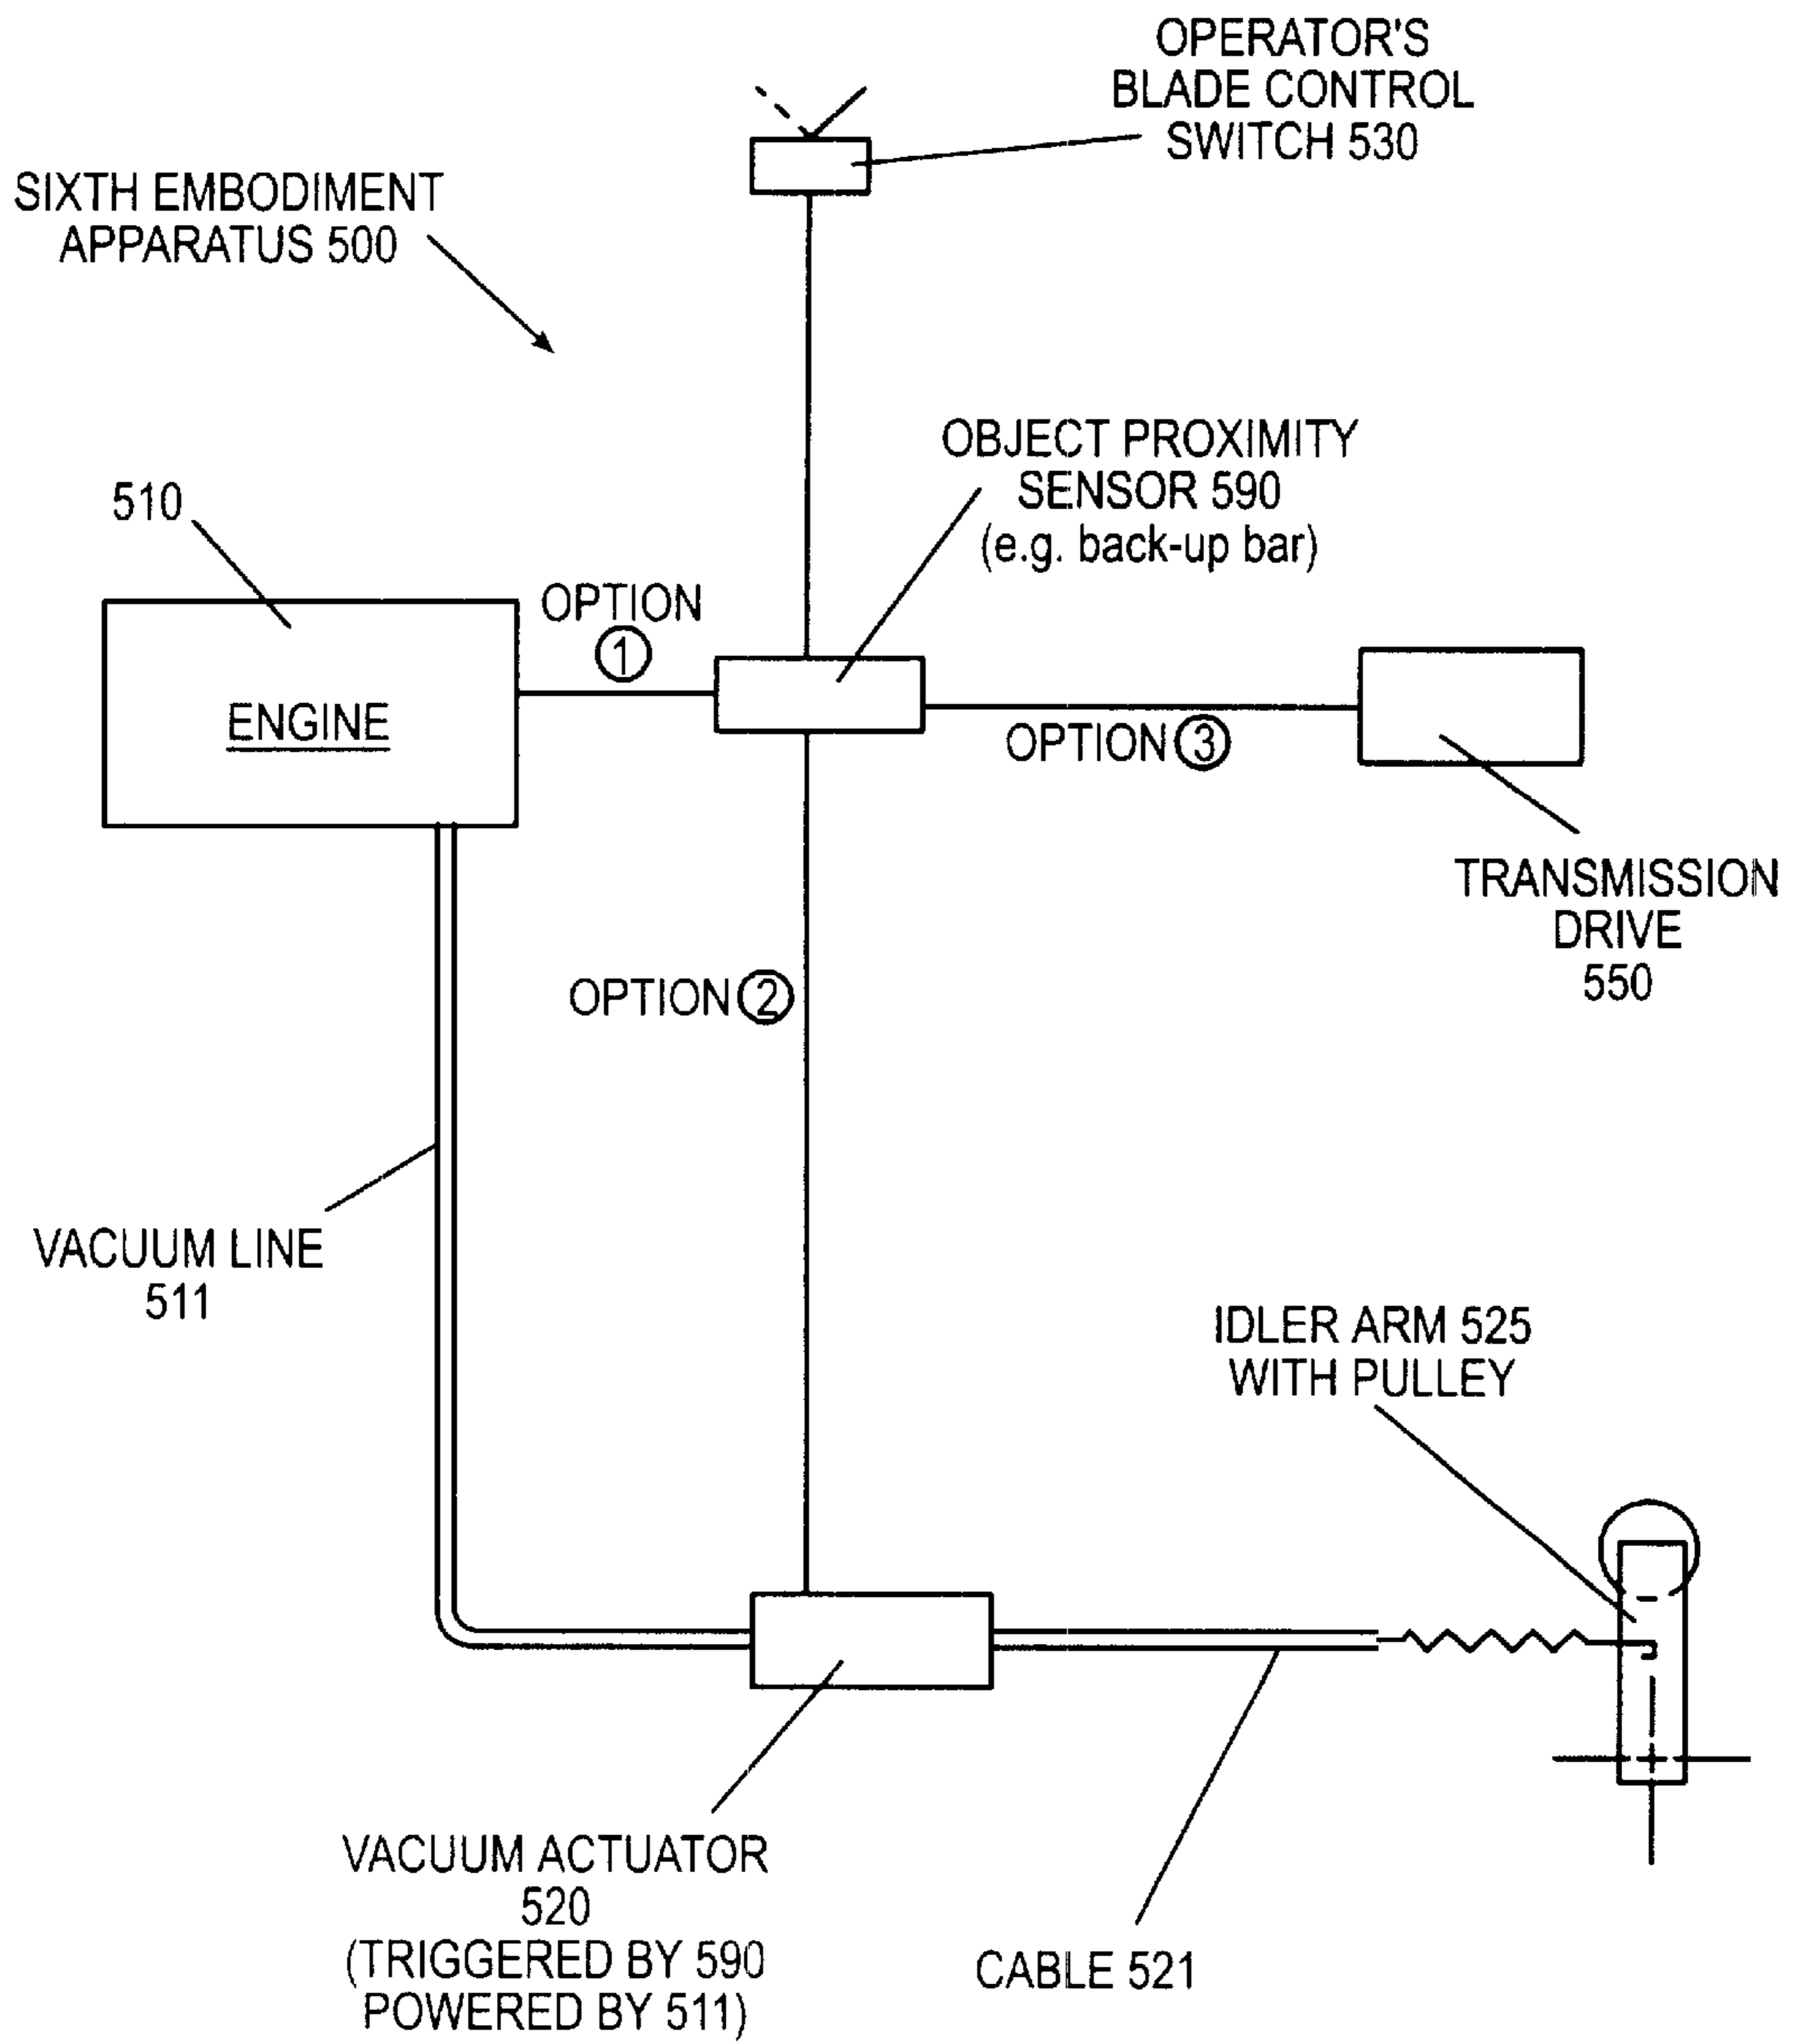 OPERATOR'S
BLADE CONTROL
SWITCH 530
SIXTH EMBODIMENT
APPARATUS 500
OBJECT PROXIMITY
SENSOR 590
(e.g. back-up bar)
510
OPTION
1
ENGINE
OPTION 3
TRANSMISSION
DRIVE
550
OPTION 2
VACUUM LINE
511
IDLER ARM 525
WITH PULLEY
VACUUM ACTUATOR
520
(TRIGGERED BY 590
POWERED BY 511)
CABLE 521